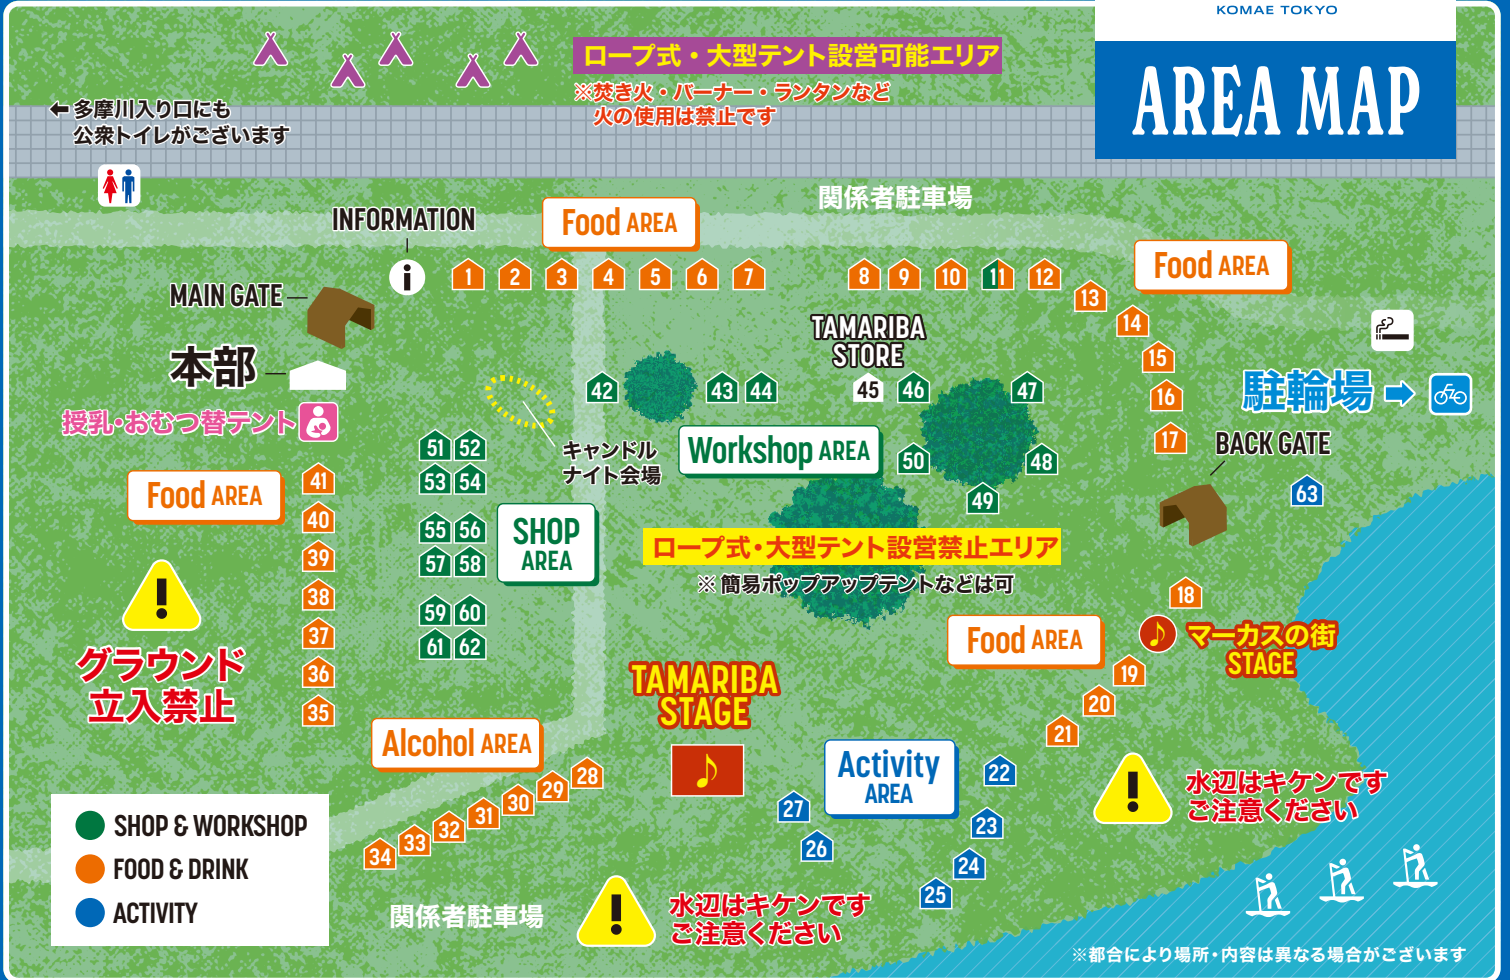 KOMAE TOKYO
AREA MAP
ロープ式・大型テント設営可能エリア
※焚き火・バーナー・ランタンなど
火の使用は禁止です
←多摩川入り口にも
公衆トイレがございます
関係者駐車場
INFORMATION
i
Food AREA
1 2 3 4 5 6 7
8 9 10 11 12
13
14
15
16
17
Food AREA
MAIN GATE
本部
授乳・おむつ替テント
TAMARIBA
STORE
42 43 44 45 46 47
48
49
50
駐輪場
BACK GATE
63
キャンドル
ナイト会場
Workshop AREA
51 52
53 54
55 56
57 58
59 60
61 62
SHOP
AREA
Food AREA
41
40
39
38
37
36
35
!
グラウンド
立入禁止
ロープ式・大型テント設営禁止エリア
※簡易ポップアップテントなどは可
18
マーカスの街
STAGE
Food AREA
19
20
21
TAMARIBA
STAGE
Alcohol AREA
28
29
30
31
32
33
34
Activity
AREA
22
23
24
25
26
27
!
水辺はキケンです
ご注意ください
SHOP & WORKSHOP
FOOD & DRINK
ACTIVITY
関係者駐車場
!
水辺はキケンです
ご注意ください
※都合により場所・内容は異なる場合がございます